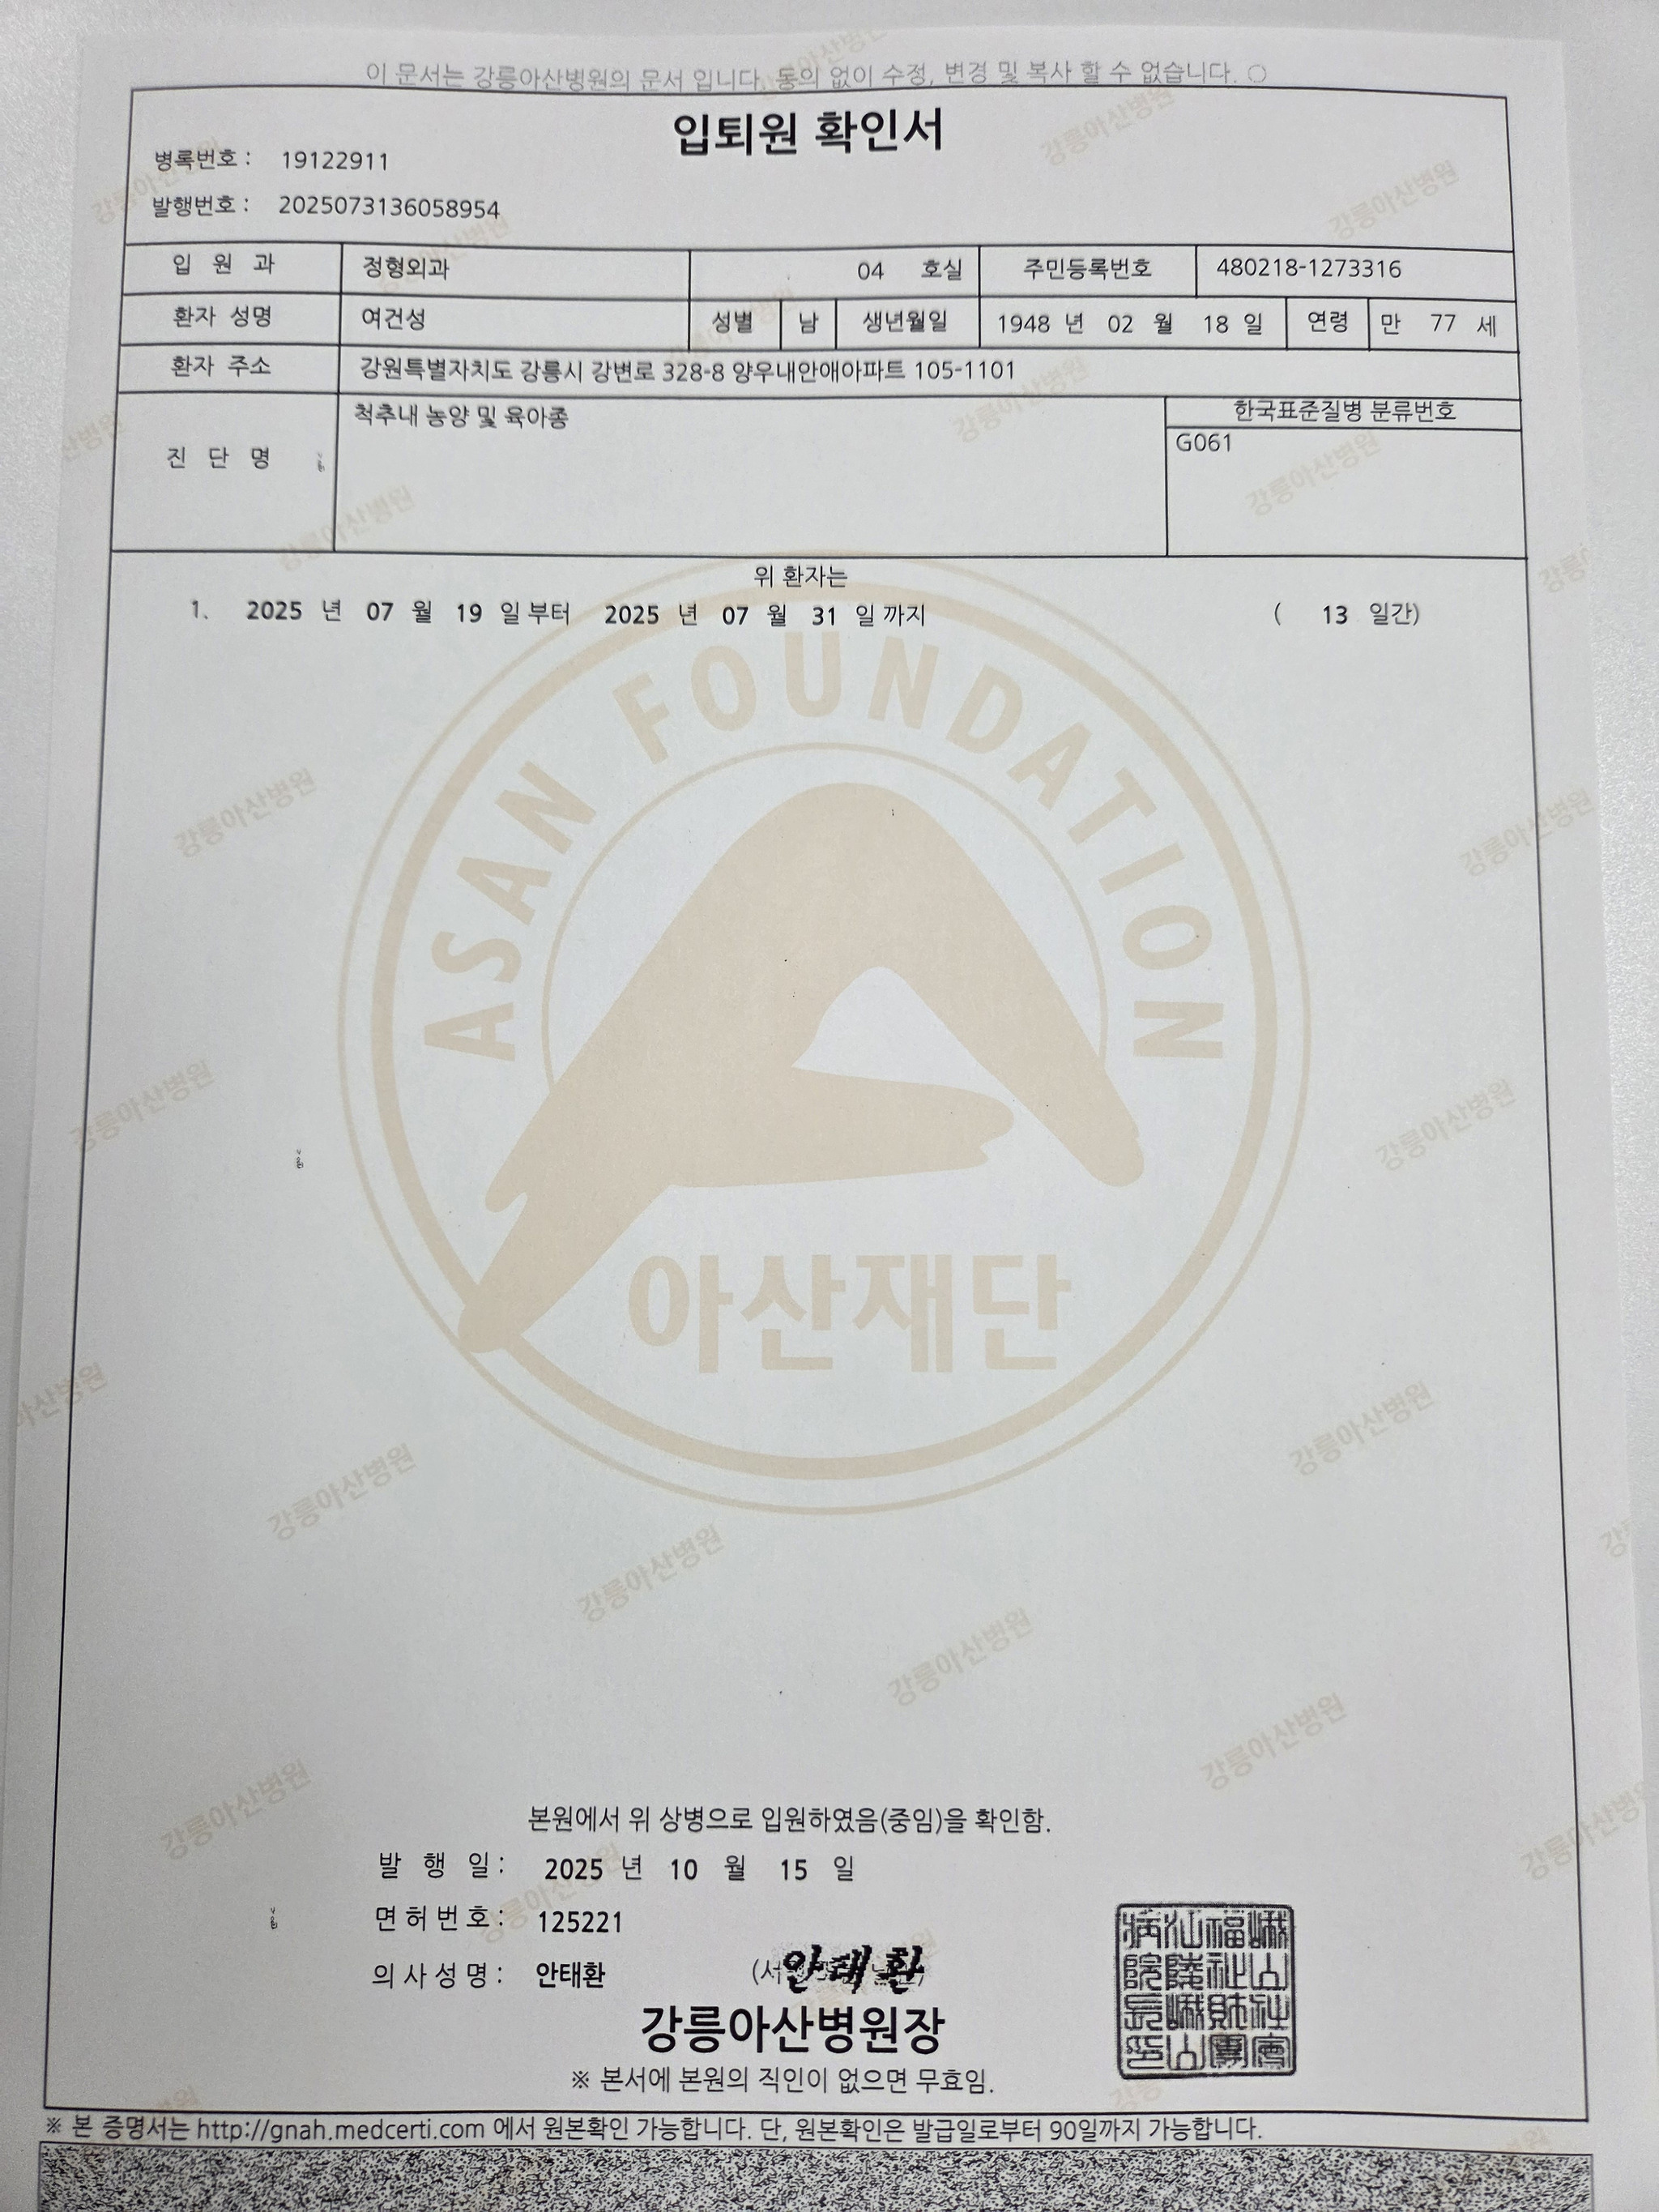 이 문서는 강릉아산병원의 문서 입니다. 동의 없이 수정, 변경 및 복사 할 수 없습니다.
입퇴원 확인서
병록번호 : 19122911
발행번호 : 2025073136058954
입 원 과 정형외과 04 호실 주민등록번호 480218-1273316
환자 성명 여건성 성별 남 생년월일 1948 년 02 월 18 일 연령 만 77 세
환자 주소 강원특별자치도 강릉시 강변로 328-8 양우내안애아파트 105-1101
진 단 명 척추내 농양 및 육아종 한국표준질병 분류번호
G061
위 환자는
1. 2025 년 07 월 19 일부터 2025 년 07 월 31 일까지 ( 13 일간)
ASAN FOUNDATION
아산재단
본원에서 위 상병으로 입원하였음(중임)을 확인함.
발 행 일 : 2025 년 10 월 15 일
면허번호 : 125221
의사성명 : 안태환 안태환
강릉아산병원장
※ 본서에 본원의 직인이 없으면 무효임.
※ 본 증명서는 http://gnah.medcerti.com 에서 원본확인 가능합니다. 단, 원본확인은 발급일로부터 90일까지 가능합니다.
강릉아산병원